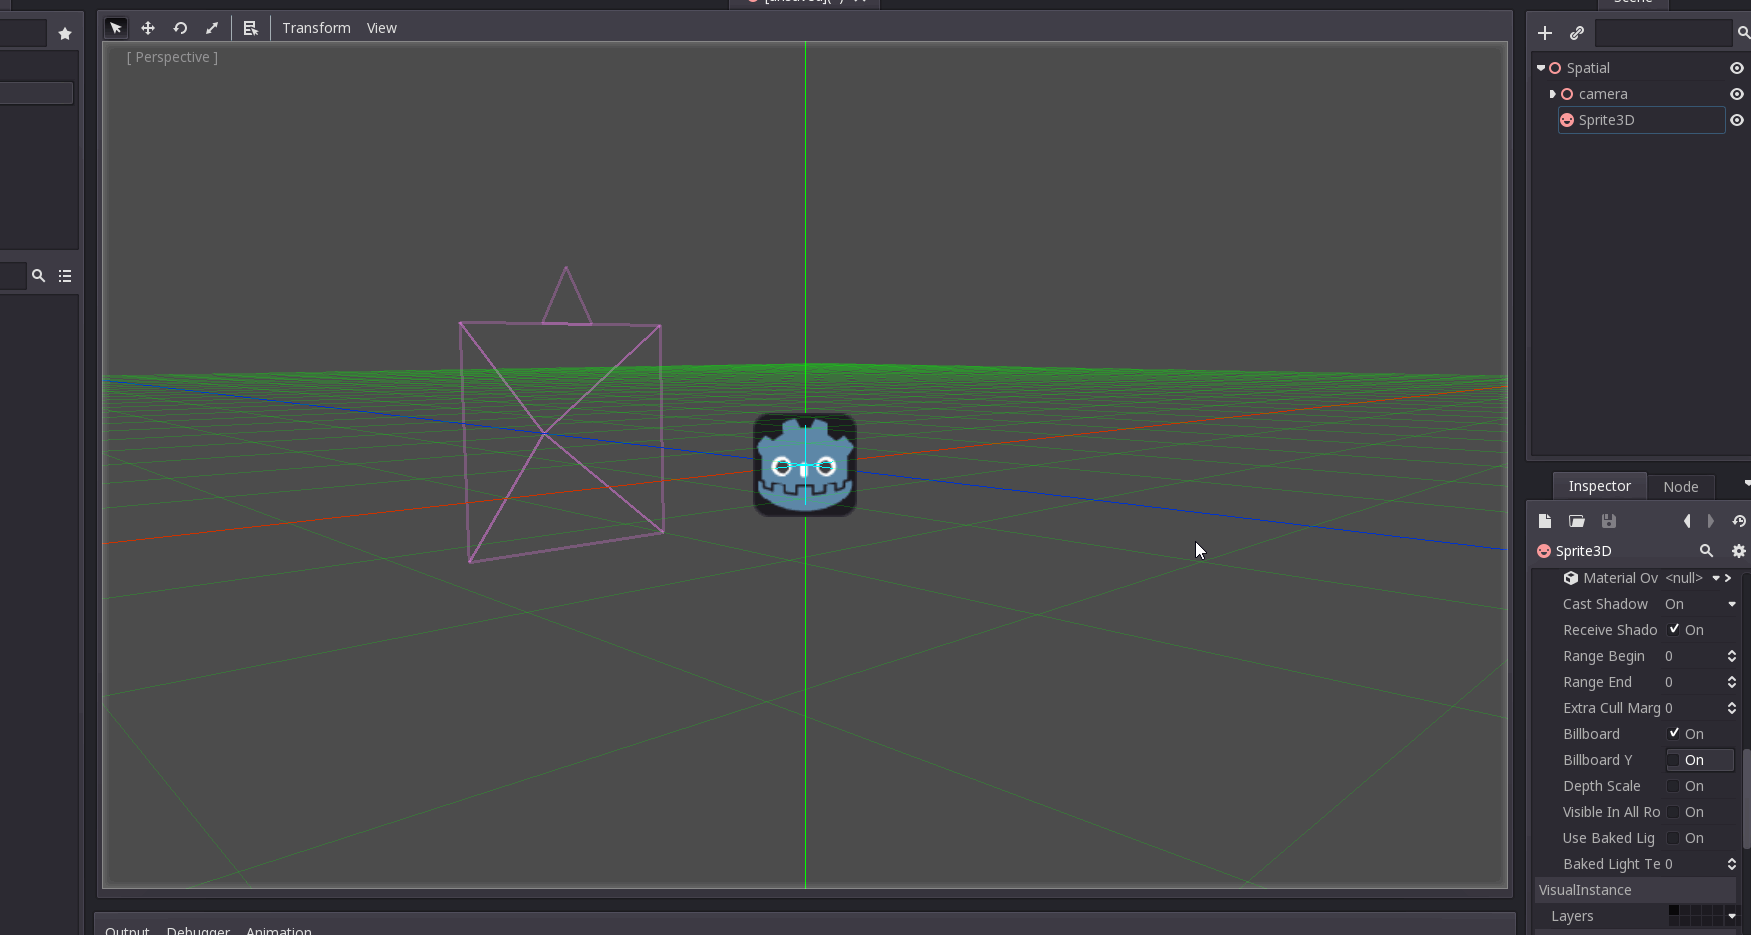 [unsaved](*)
Scene
Transform View
[ Perspective ]
Spatial
camera
Sprite3D
Inspector Node
Sprite3D
Material Ov <null>
Cast Shadow On
Receive Shado On
Range Begin 0
Range End 0
Extra Cull Marg 0
Billboard On
Billboard Y On
Depth Scale On
Visible In All Ro On
Use Baked Lig On
Baked Light Te 0
VisualInstance
Layers
Output Debugger Animation